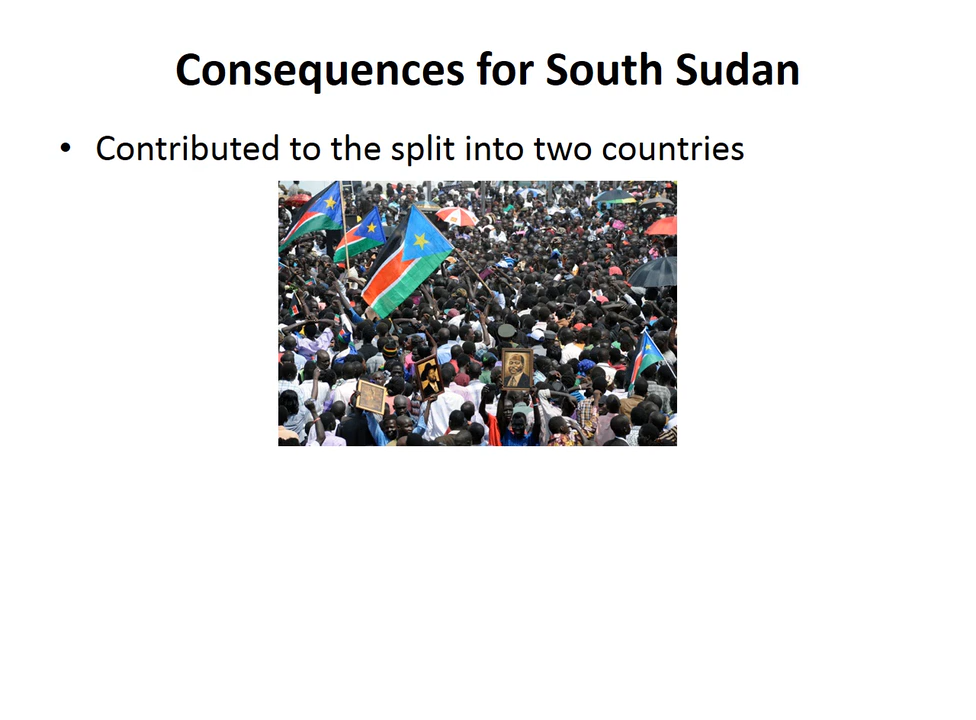 Consequences for South Sudan
• Contributed to the split into two countries